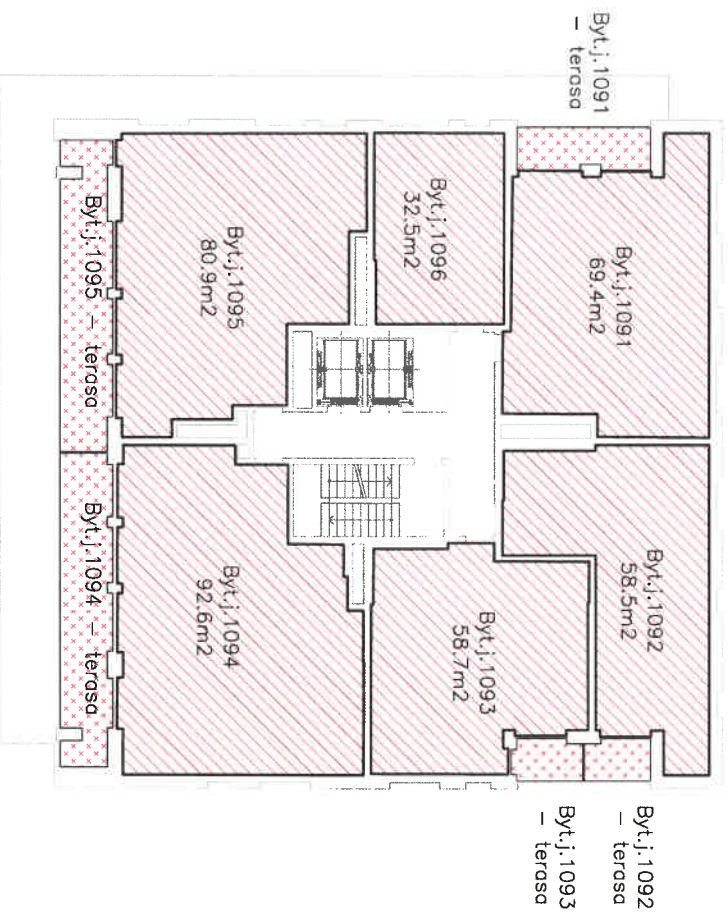 Byt.j.1091
– terasa
Byt.j.1091
69.4m2
Byt.j.1096
32.5m2
Byt.j.1095
80.9m2
Byt.j.1095 – terasa
Byt.j.1092
58.5m2
Byt.j.1093
58.7m2
Byt.j.1094
92.6m2
Byt.j.1094 – terasa
Byt.j.1092
– terasa
Byt.j.1093
– terasa